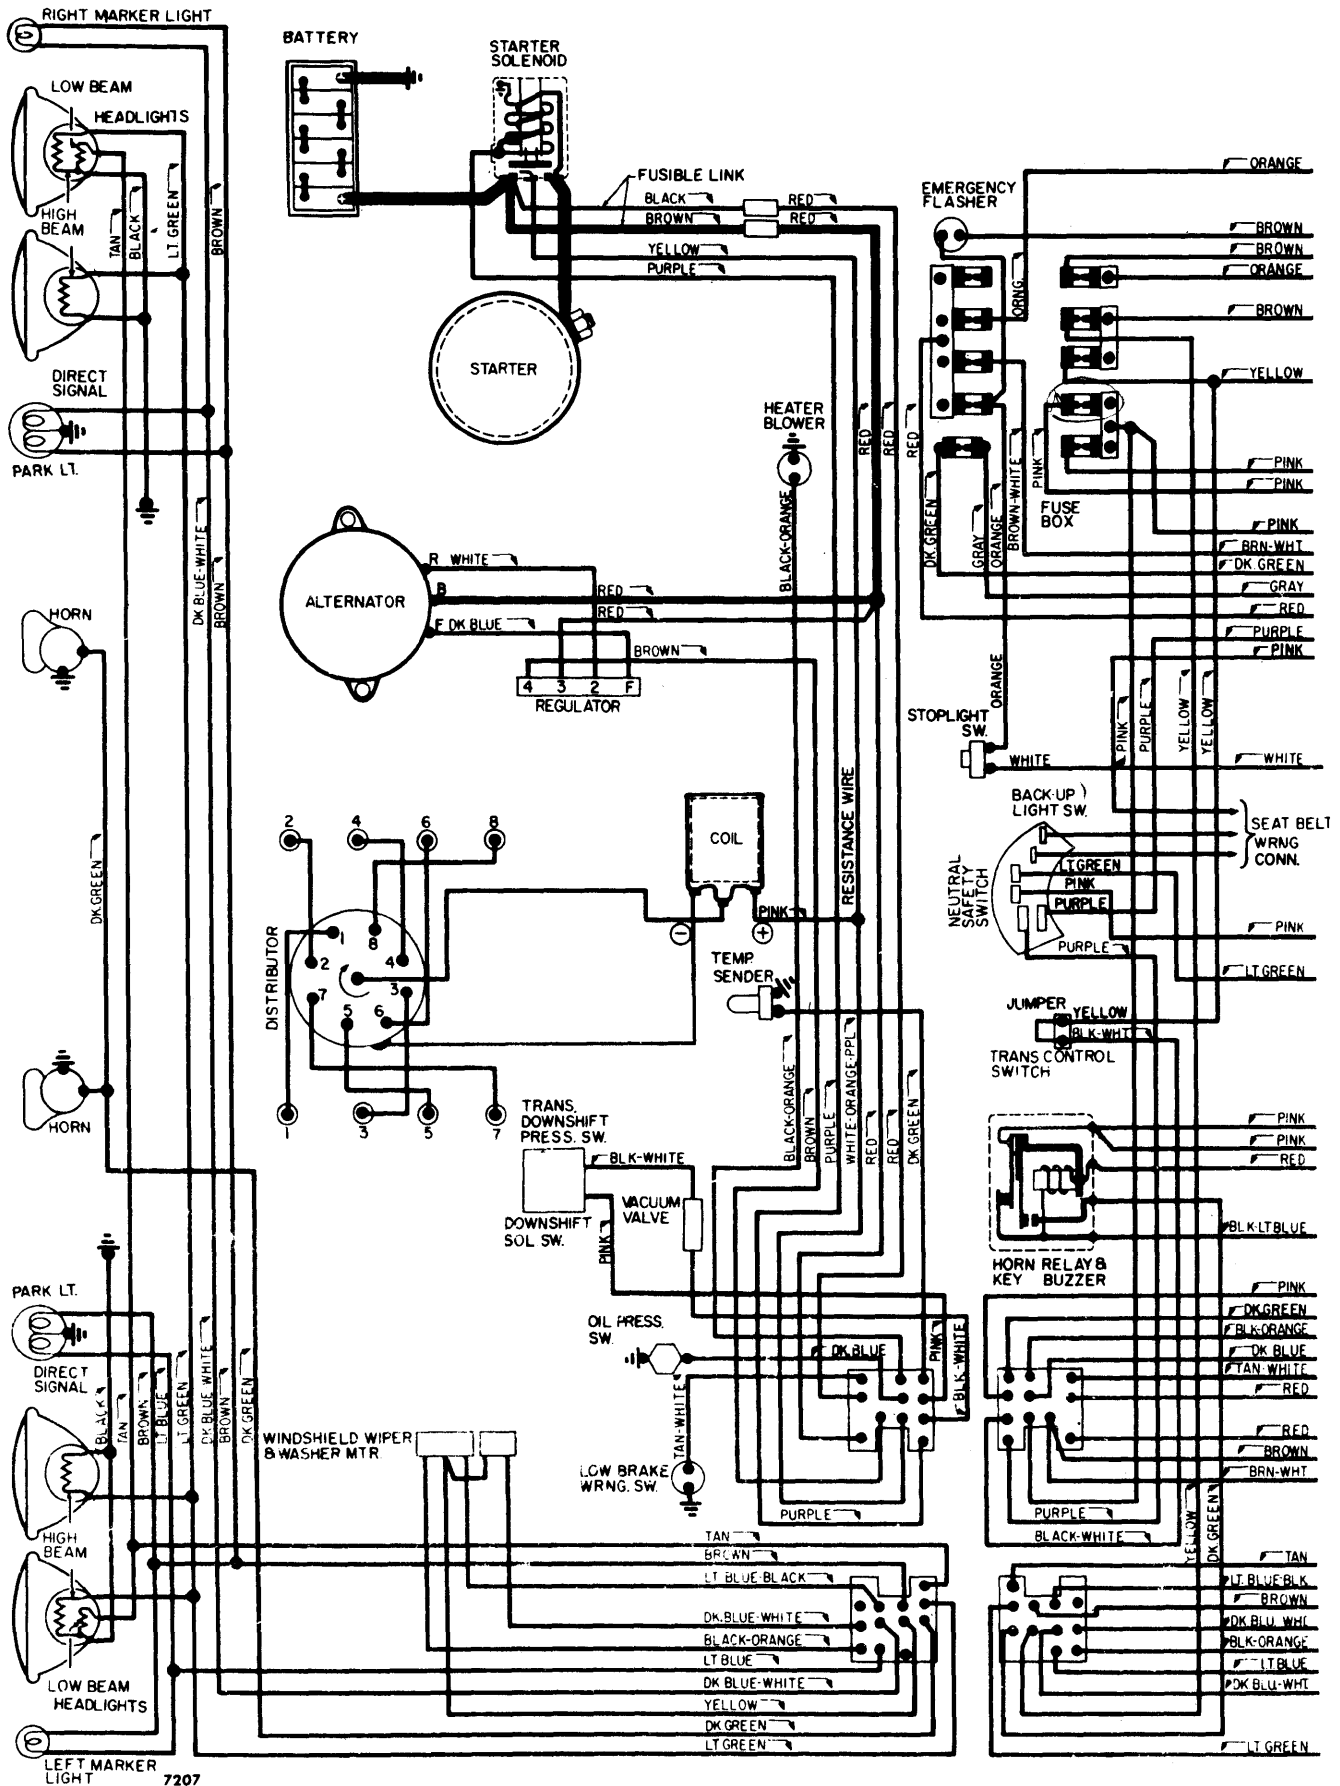 RIGHT MARKER LIGHT
BATTERY
STARTER
SOLENOID
LOW BEAM
HEADLIGHTS
ORANGE
FUSIBLE LINK
EMERGENCY
FLASHER
BLACK
RED
BROWN
RED
YELLOW
PURPLE
HIGH
BEAM
TAN
BLACK
LT. GREEN
BROWN
BROWN
BROWN
ORANGE
ORNG.
BROWN
STARTER
DIRECT
SIGNAL
YELLOW
HEATER
BLOWER
RED
RED
RED
PARK LT.
PINK
PINK
FUSE
BOX
PINK
BROWN-WHITE
ORANGE
GRAY
DK. GREEN
BLACK-ORANGE
PINK
BRN-WHT
DK. GREEN
GRAY
RED
PURPLE
PINK
DK BLUE-WHITE
BROWN
R WHITE
ALTERNATOR
B
RED
RED
F DK BLUE
BROWN
4 3 2 F
REGULATOR
HORN
ORANGE
STOPLIGHT
SW.
WHITE
WHITE
PINK
PURPLE
YELLOW
YELLOW
BACK-UP
LIGHT SW.
SEAT BELT
WRNG
CONN.
RESISTANCE WIRE
COIL
2 4 6 8
DK GREEN
LT GREEN
PINK
PURPLE
NEUTRAL
SAFETY
SWITCH
PINK
PINK
- +
PURPLE
DISTRIBUTOR
1 8
2 4
7 3
5 6
TEMP.
SENDER
LT GREEN
JUMPER
YELLOW
BLK-WHT
TRANS CONTROL
SWITCH
HORN
1 3 5 7
TRANS.
DOWNSHIFT
PRESS. SW.
BLK-WHITE
VACUUM
VALVE
DOWNSHIFT
SOL SW.
PINK
BLACK-ORANGE
BROWN
PURPLE
WHITE-ORANGE-PPL
RED
RED
DK GREEN
PINK
PINK
RED
BLK-LT BLUE
HORN RELAY &
KEY BUZZER
PINK
DK GREEN
BLK-ORANGE
DK BLUE
TAN-WHITE
RED
PARK LT.
OIL PRESS.
SW.
DK. BLUE
PINK
BLK-WHITE
DIRECT
SIGNAL
BLACK
TAN
BROWN
LT BLUE
LT GREEN
DK BLUE WHITE
BROWN
DK GREEN
TAN-WHITE
WINDSHIELD WIPER
& WASHER MTR.
LOW BRAKE
WRNG. SW.
RED
BROWN
BRN-WHT
PURPLE
PURPLE
BLACK-WHITE
YELLOW
DK GREEN
HIGH
BEAM
TAN
BROWN
LT BLUE-BLACK
DK. BLUE-WHITE
BLACK-ORANGE
LT BLUE
DK BLUE-WHITE
YELLOW
DK GREEN
LT GREEN
TAN
LT. BLUE-BLK
BROWN
DK BLU. WHT
BLK-ORANGE
LT BLUE
DK BLU-WHT
LT GREEN
LOW BEAM
HEADLIGHTS
LEFT MARKER
LIGHT
7207